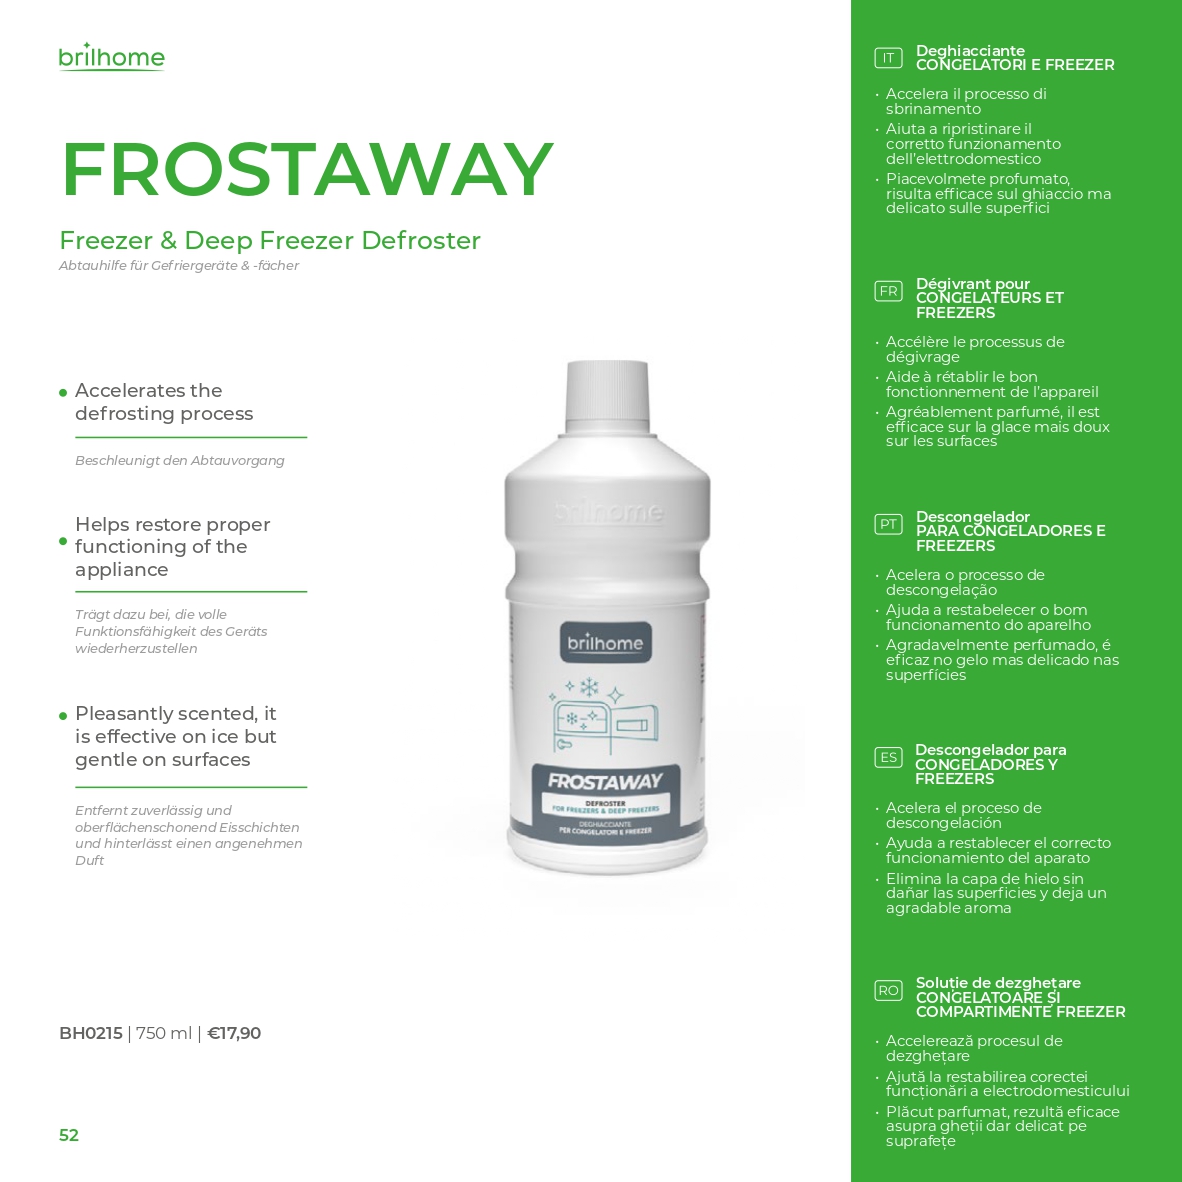 brilhome
FROSTAWAY
Freezer & Deep Freezer Defroster
Abtauhilfe für Gefriergeräte & -fächer
• Accelerates the
defrosting process
Beschleunigt den Abtauvorgang
• Helps restore proper
functioning of the
appliance
Trägt dazu bei, die volle
Funktionsfähigkeit des Geräts
wiederherzustellen
• Pleasantly scented, it
is effective on ice but
gentle on surfaces
Entfernt zuverlässig und
oberflächenschonend Eisschichten
und hinterlässt einen angenehmen
Duft
brilhome
brilhome
FROSTAWAY
DEFROSTER
FOR FREEZERS & DEEP FREEZERS
DEGHIACCIANTE
PER CONGELATORI E FREEZER
BH0215 | 750 ml | €17,90
52
IT
Deghiacciante
CONGELATORI E FREEZER
• Accelera il processo di
sbrinamento
• Aiuta a ripristinare il
corretto funzionamento
dell'elettrodomestico
• Piacevolmete profumato,
risulta efficace sul ghiaccio ma
delicato sulle superfici
FR
Dégivrant pour
CONGELATEURS ET
FREEZERS
• Accélère le processus de
dégivrage
• Aide à rétablir le bon
fonctionnement de l'appareil
• Agréablement parfumé, il est
efficace sur la glace mais doux
sur les surfaces
PT
Descongelador
PARA CONGELADORES E
FREEZERS
• Acelera o processo de
descongelação
• Ajuda a restabelecer o bom
funcionamento do aparelho
• Agradavelmente perfumado, é
eficaz no gelo mas delicado nas
superfícies
ES
Descongelador para
CONGELADORES Y
FREEZERS
• Acelera el proceso de
descongelación
• Ayuda a restablecer el correcto
funcionamiento del aparato
• Elimina la capa de hielo sin
dañar las superficies y deja un
agradable aroma
RO
Soluție de dezghețare
CONGELATOARE ȘI
COMPARTIMENTE FREEZER
• Accelerează procesul de
dezghețare
• Ajută la restabilirea corectei
funcționări a electrodomesticului
• Plăcut parfumat, rezultă eficace
asupra gheții dar delicat pe
suprafețe